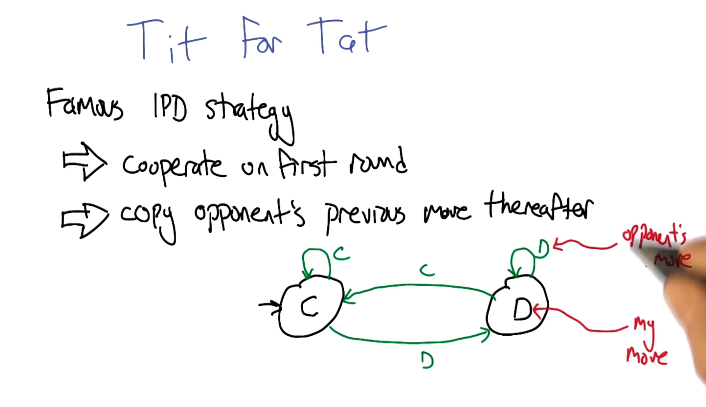 Tit for Tat
Famous IPD strategy
⇒ cooperate on first round
⇒ copy opponent's previous move thereafter
C
D
opponent's
move
C
C
D
my
move
D